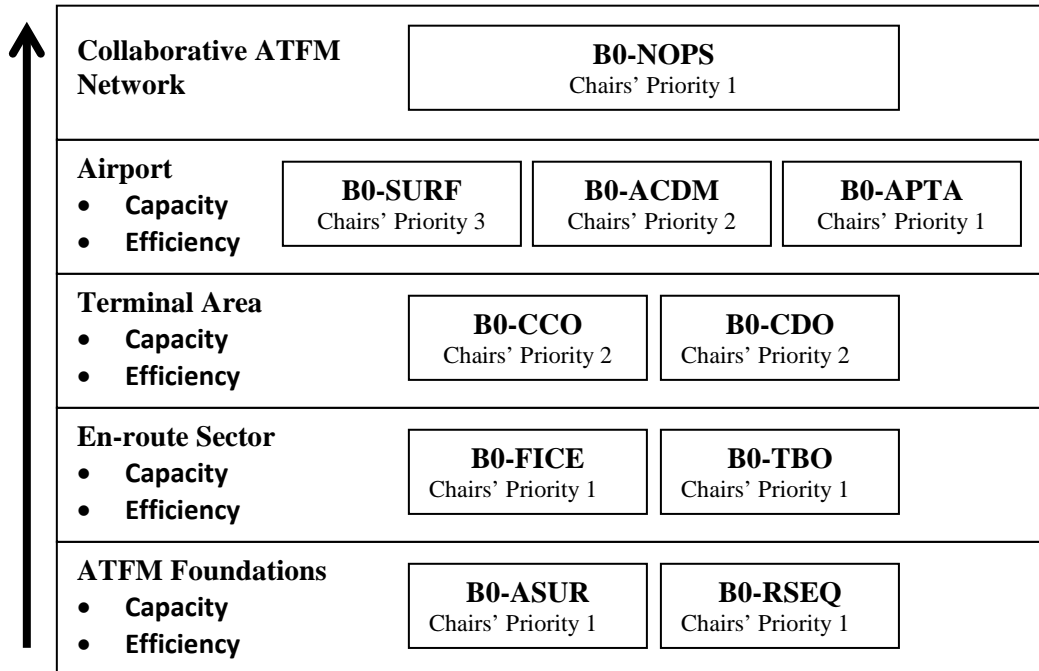 Collaborative ATFM
Network
B0-NOPS
Chairs’ Priority 1
Airport
• Capacity
• Efficiency
B0-SURF
Chairs’ Priority 3
B0-ACDM
Chairs’ Priority 2
B0-APTA
Chairs’ Priority 1
Terminal Area
• Capacity
• Efficiency
B0-CCO
Chairs’ Priority 2
B0-CDO
Chairs’ Priority 2
En-route Sector
• Capacity
• Efficiency
B0-FICE
Chairs’ Priority 1
B0-TBO
Chairs’ Priority 1
ATFM Foundations
• Capacity
• Efficiency
B0-ASUR
Chairs’ Priority 1
B0-RSEQ
Chairs’ Priority 1